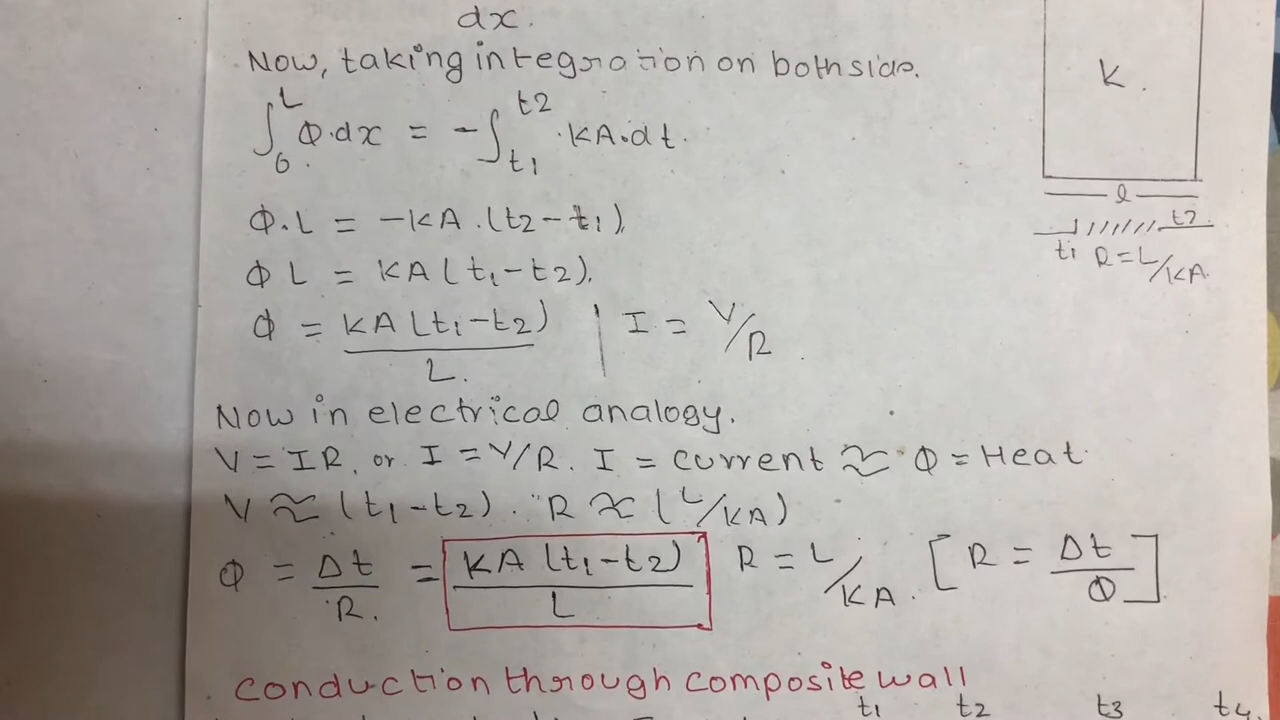 dx.
Now, taking integration on both side.
∫₀ᴸ Φ.dx = -∫ₜ₁ᵗ² .KA.dt.
Φ.L = -KA.(t2-t1).
Φ L = KA(t1-t2).
Φ = KA(t1-t2)/L. | I = V/R
Now in electrical analogy.
V = IR, or I = V/R. I = current ≈ Φ = Heat.
V ≈ (t1-t2). R ≈ (L/KA)
Φ = Δt/R. = KA(t1-t2)/L R = L/KA. [R = Δt/Φ]
conduction through composite wall
t1 t2 t3 t4.
K.
l
t2
t1 R=L/KA.